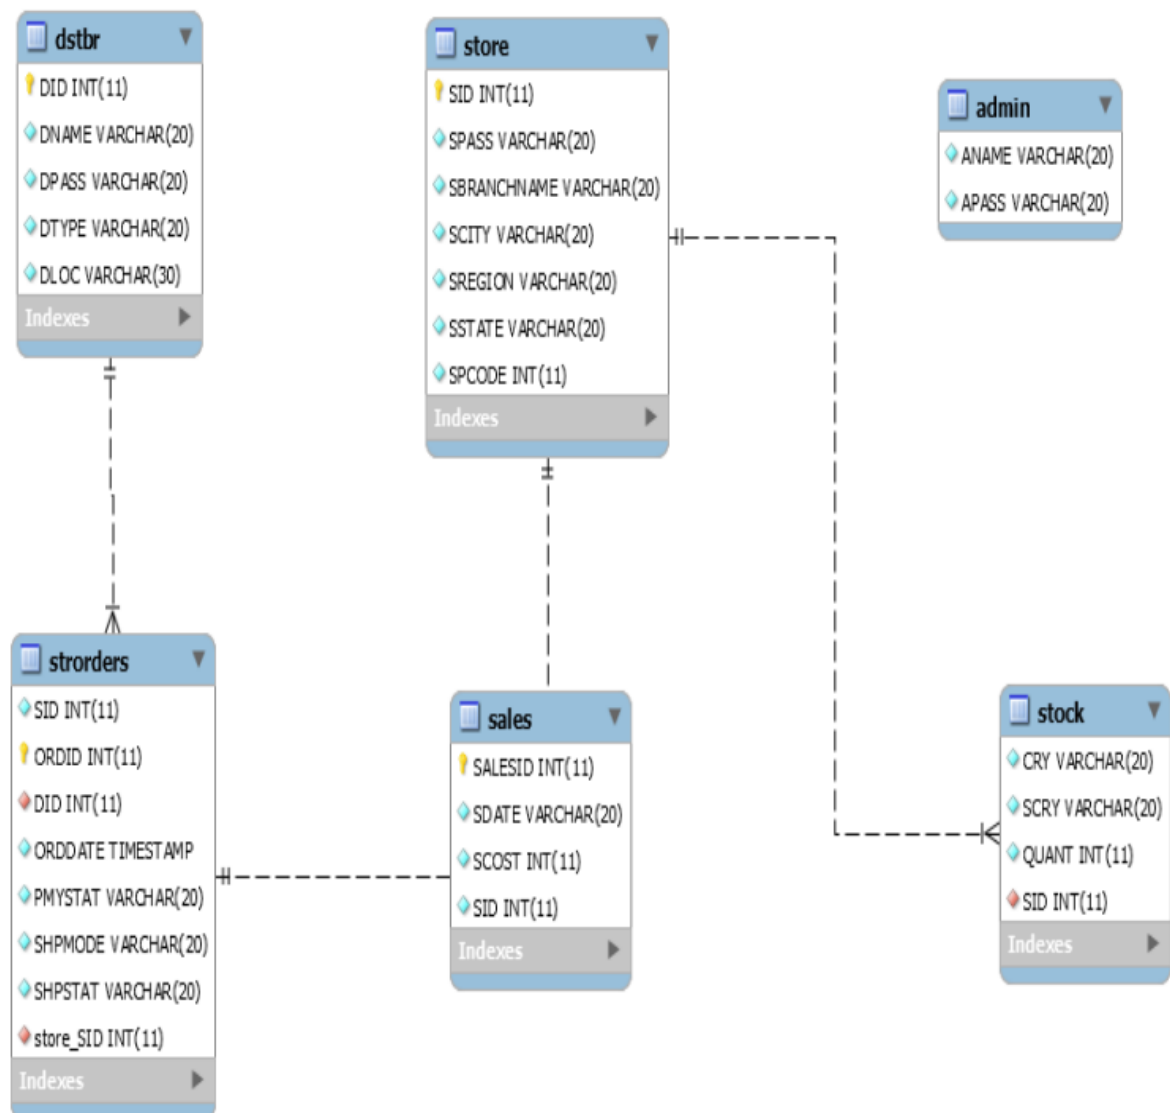 dstbr
DID INT(11)
DNAME VARCHAR(20)
DPASS VARCHAR(20)
DTYPE VARCHAR(20)
DLOC VARCHAR(30)
Indexes
store
SID INT(11)
SPASS VARCHAR(20)
SBRANCHNAME VARCHAR(20)
SCITY VARCHAR(20)
SREGION VARCHAR(20)
SSTATE VARCHAR(20)
SPCODE INT(11)
Indexes
admin
ANAME VARCHAR(20)
APASS VARCHAR(20)
strorders
SID INT(11)
ORDID INT(11)
DID INT(11)
ORDDATE TIMESTAMP
PMYSTAT VARCHAR(20)
SHPMODE VARCHAR(20)
SHPSTAT VARCHAR(20)
store_SID INT(11)
Indexes
sales
SALESID INT(11)
SDATE VARCHAR(20)
SCOST INT(11)
SID INT(11)
Indexes
stock
CRY VARCHAR(20)
SCRY VARCHAR(20)
QUANT INT(11)
SID INT(11)
Indexes